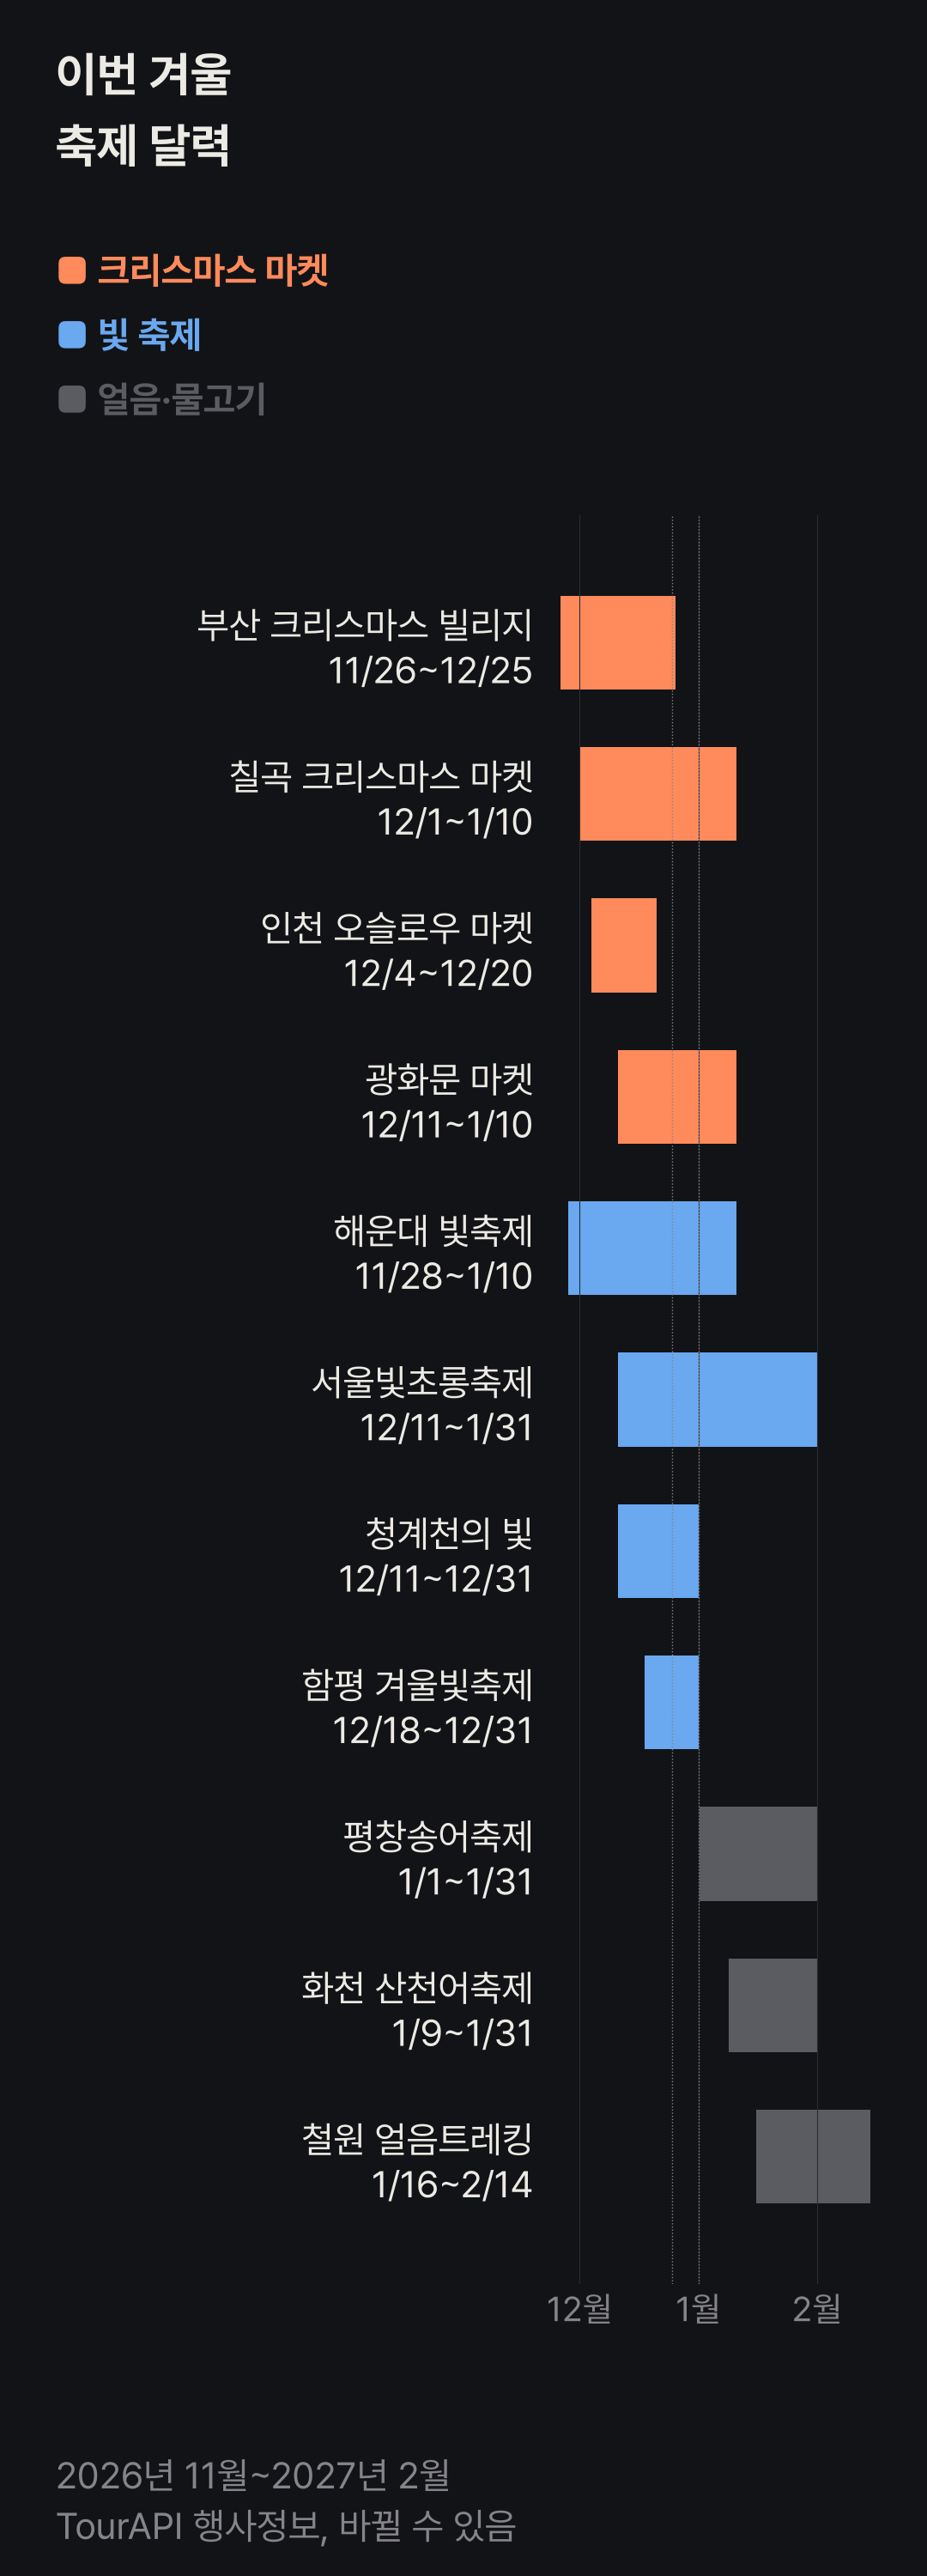 이번 겨울
축제 달력
크리스마스 마켓
빛 축제
얼음·물고기
부산 크리스마스 빌리지
11/26~12/25
칠곡 크리스마스 마켓
12/1~1/10
인천 오슬로우 마켓
12/4~12/20
광화문 마켓
12/11~1/10
해운대 빛축제
11/28~1/10
서울빛초롱축제
12/11~1/31
청계천의 빛
12/11~12/31
함평 겨울빛축제
12/18~12/31
평창송어축제
1/1~1/31
화천 산천어축제
1/9~1/31
철원 얼음트레킹
1/16~2/14
12월 1월 2월
2026년 11월~2027년 2월
TourAPI 행사정보, 바뀔 수 있음